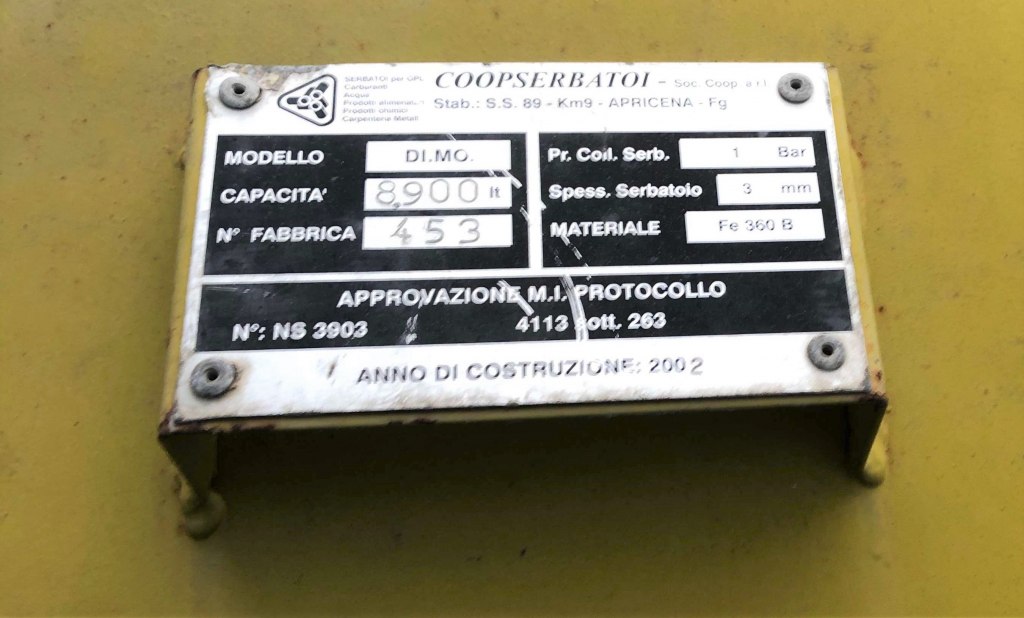 SERBATOI per GPL
Carburanti
Acqua
Prodotti alimentari
Prodotti chimici
Carpenteria Metall
COOPSERBATOI - Soc. Coop a r l
Stab.: S.S. 89 - Km9 - APRICENA - Fg
MODELLO DI.MO.
CAPACITA' 8,900 lt
N° FABBRICA 453
Pr. Coll. Serb. 1 Bar
Spess. Serbatoio 3 mm
MATERIALE Fe 360 B
APPROVAZIONE M.I. PROTOCOLLO
N°: NS 3903 4113 sott. 263
ANNO DI COSTRUZIONE: 2002